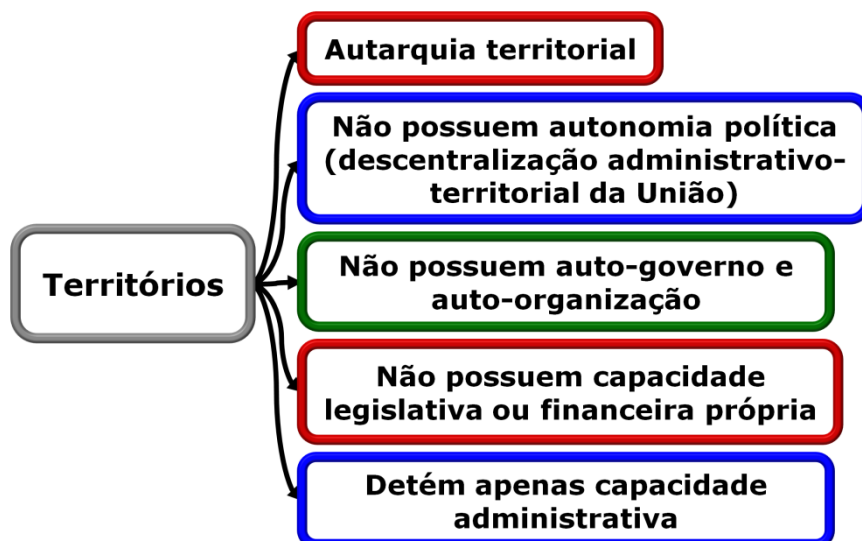 Autarquia territorial
Não possuem autonomia política
(descentralização administrativo-
territorial da União)
Territórios
Não possuem auto-governo e
auto-organização
Não possuem capacidade
legislativa ou financeira própria
Detém apenas capacidade
administrativa